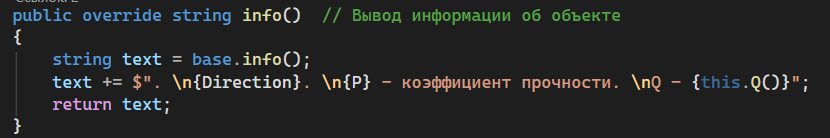 public override string info()  // Вывод информации об объекте
{
    string text = base.info();
    text += $". \n{Direction}. \n{P} - коэффициент прочности. \nQ - {this.Q()}";
    return text;
}